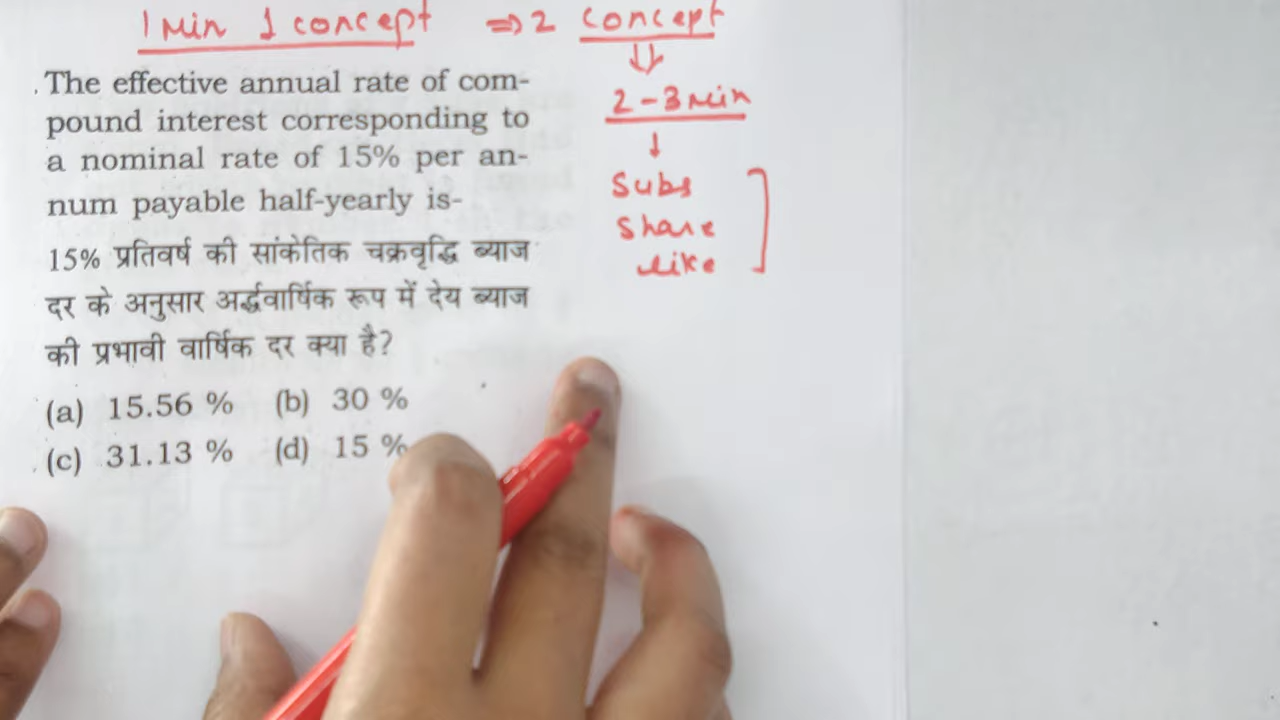 1 Min 1 concept ⇒ 2 concept
2-3 min
Subs
Share
like
. The effective annual rate of com-
pound interest corresponding to
a nominal rate of 15% per an-
num payable half-yearly is-
15% प्रतिवर्ष की सांकेतिक चक्रवृद्धि ब्याज
दर के अनुसार अर्द्धवार्षिक रूप में देय ब्याज
की प्रभावी वार्षिक दर क्या है?
(a) 15.56 % (b) 30 %
(c) 31.13 % (d) 15 %